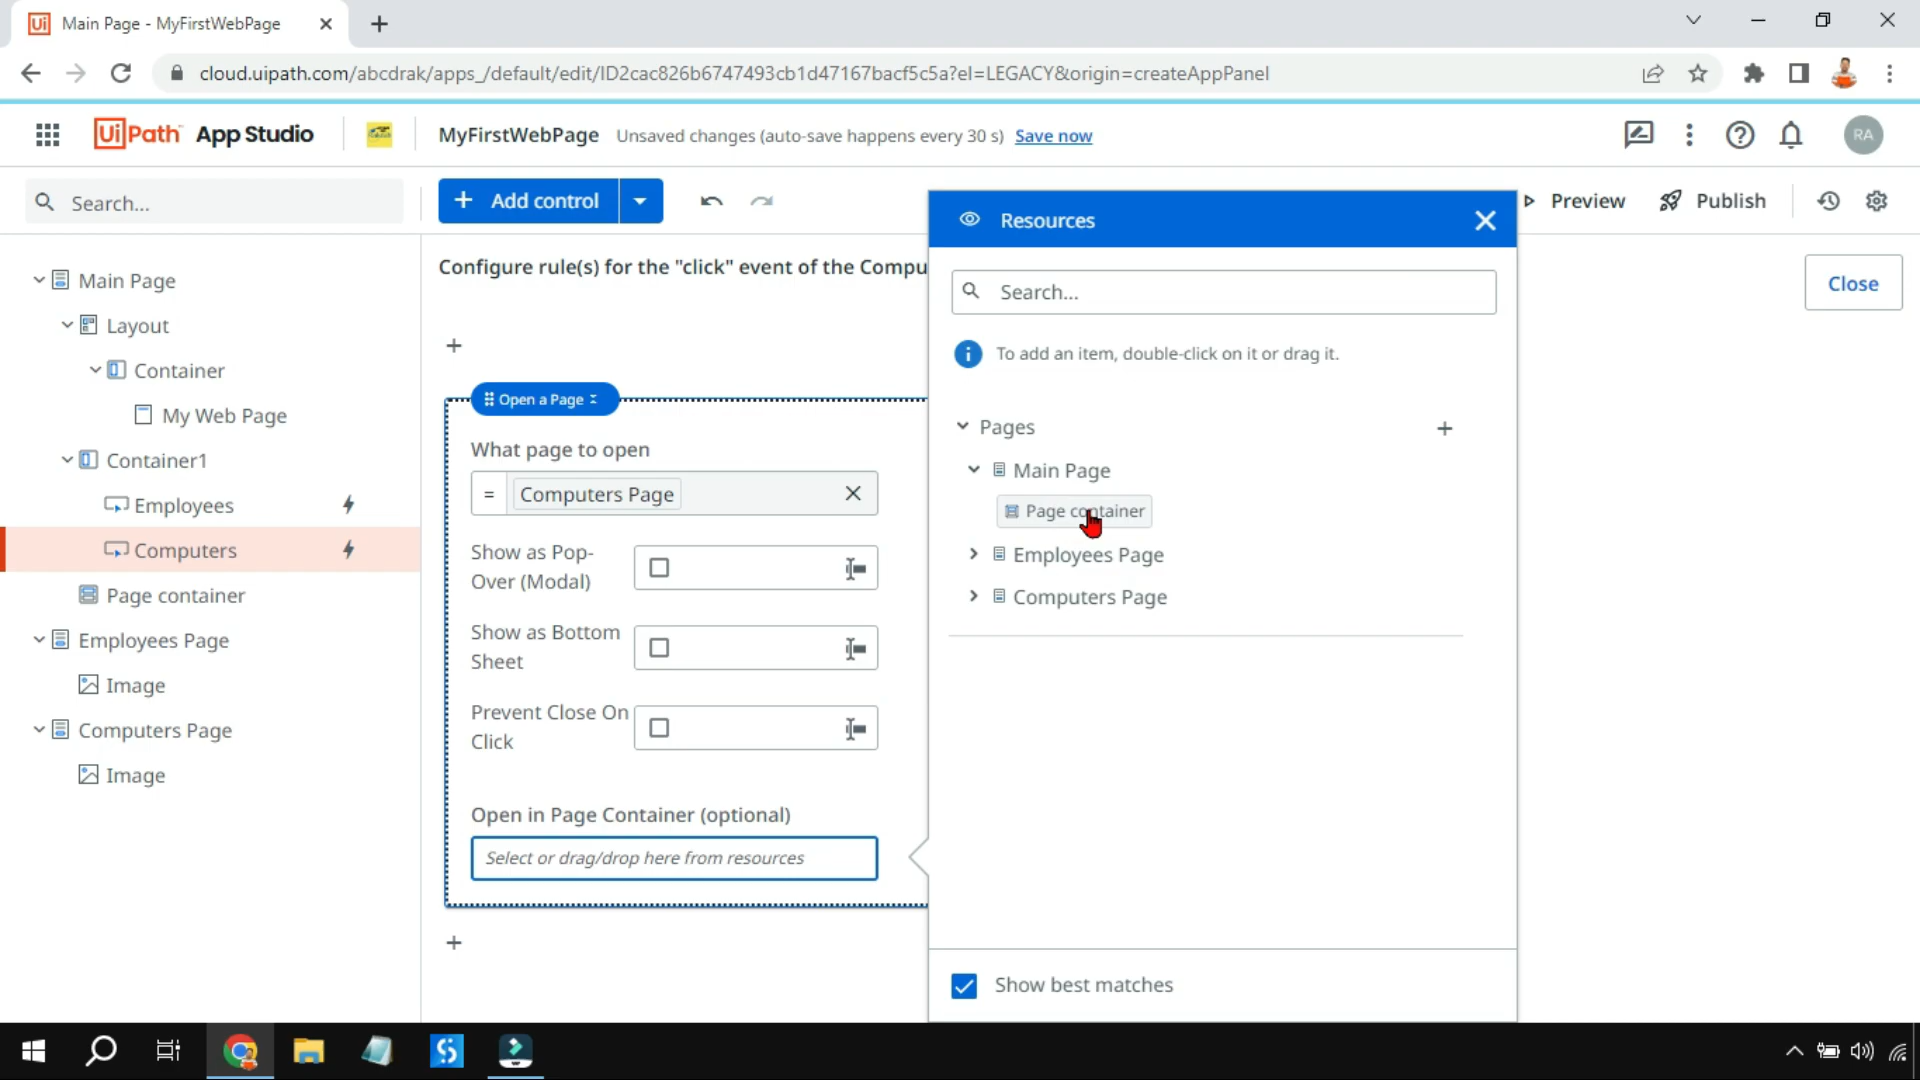 Main Page - MyFirstWebPage
cloud.uipath.com/abcdrak/apps_/default/edit/ID2cac826b6747493cb1d47167bacf5c5a?el=LEGACY&origin=createAppPanel
UiPath App Studio
MyFirstWebPage
Unsaved changes (auto-save happens every 30 s)
Save now
RA
Search...
+ Add control
Preview
Publish
Main Page
Layout
Container
My Web Page
Container1
Employees
Computers
Page container
Employees Page
Image
Computers Page
Image
Configure rule(s) for the "click" event of the Compu
Close
Open a Page
What page to open
= Computers Page
Show as Pop-
Over (Modal)
Show as Bottom
Sheet
Prevent Close On
Click
Open in Page Container (optional)
Select or drag/drop here from resources
Resources
Search...
To add an item, double-click on it or drag it.
Pages
Main Page
Page container
Employees Page
Computers Page
Show best matches